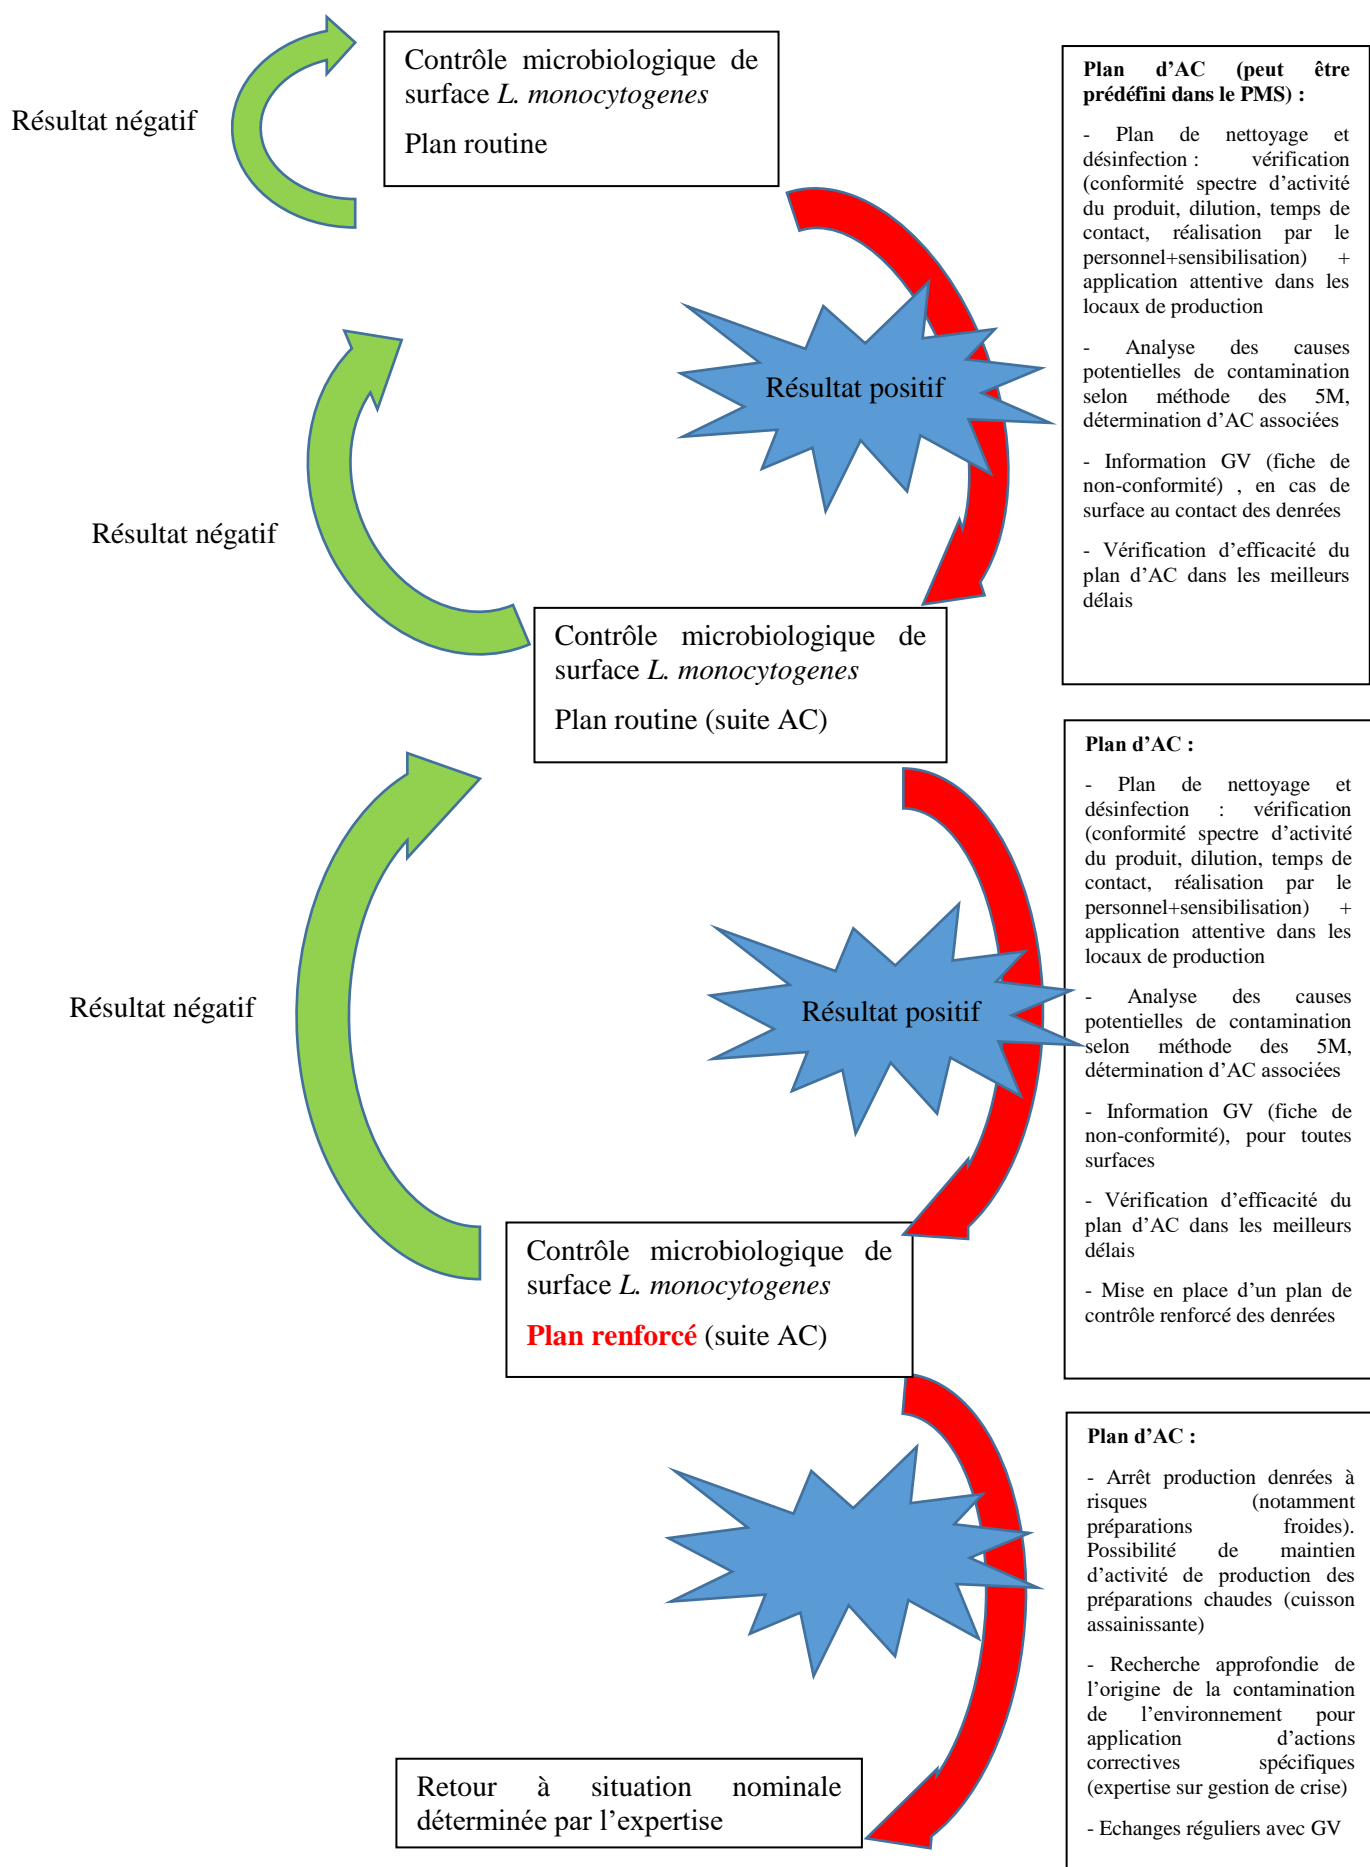 Contrôle microbiologique de
surface L. monocytogenes
Plan routine
Résultat négatif
Plan d’AC (peut être
prédéfini dans le PMS) :
- Plan de nettoyage et
désinfection : vérification
(conformité spectre d’activité
du produit, dilution, temps de
contact, réalisation par le
personnel+sensibilisation) +
application attentive dans les
locaux de production
- Analyse des causes
potentielles de contamination
selon méthode des 5M,
détermination d’AC associées
- Information GV (fiche de
non-conformité) , en cas de
surface au contact des denrées
- Vérification d’efficacité du
plan d’AC dans les meilleurs
délais
Résultat positif
Résultat négatif
Contrôle microbiologique de
surface L. monocytogenes
Plan routine (suite AC)
Plan d’AC :
- Plan de nettoyage et
désinfection : vérification
(conformité spectre d’activité
du produit, dilution, temps de
contact, réalisation par le
personnel+sensibilisation) +
application attentive dans les
locaux de production
- Analyse des causes
potentielles de contamination
selon méthode des 5M,
détermination d’AC associées
- Information GV (fiche de
non-conformité), pour toutes
surfaces
- Vérification d’efficacité du
plan d’AC dans les meilleurs
délais
- Mise en place d’un plan de
contrôle renforcé des denrées
Résultat positif
Résultat négatif
Contrôle microbiologique de
surface L. monocytogenes
Plan renforcé (suite AC)
Plan d’AC :
- Arrêt production denrées à
risques (notamment
préparations froides).
Possibilité de maintien
d’activité de production des
préparations chaudes (cuisson
assainissante)
- Recherche approfondie de
l’origine de la contamination
de l’environnement pour
application d’actions
correctives spécifiques
(expertise sur gestion de crise)
- Echanges réguliers avec GV
Retour à situation nominale
déterminée par l’expertise